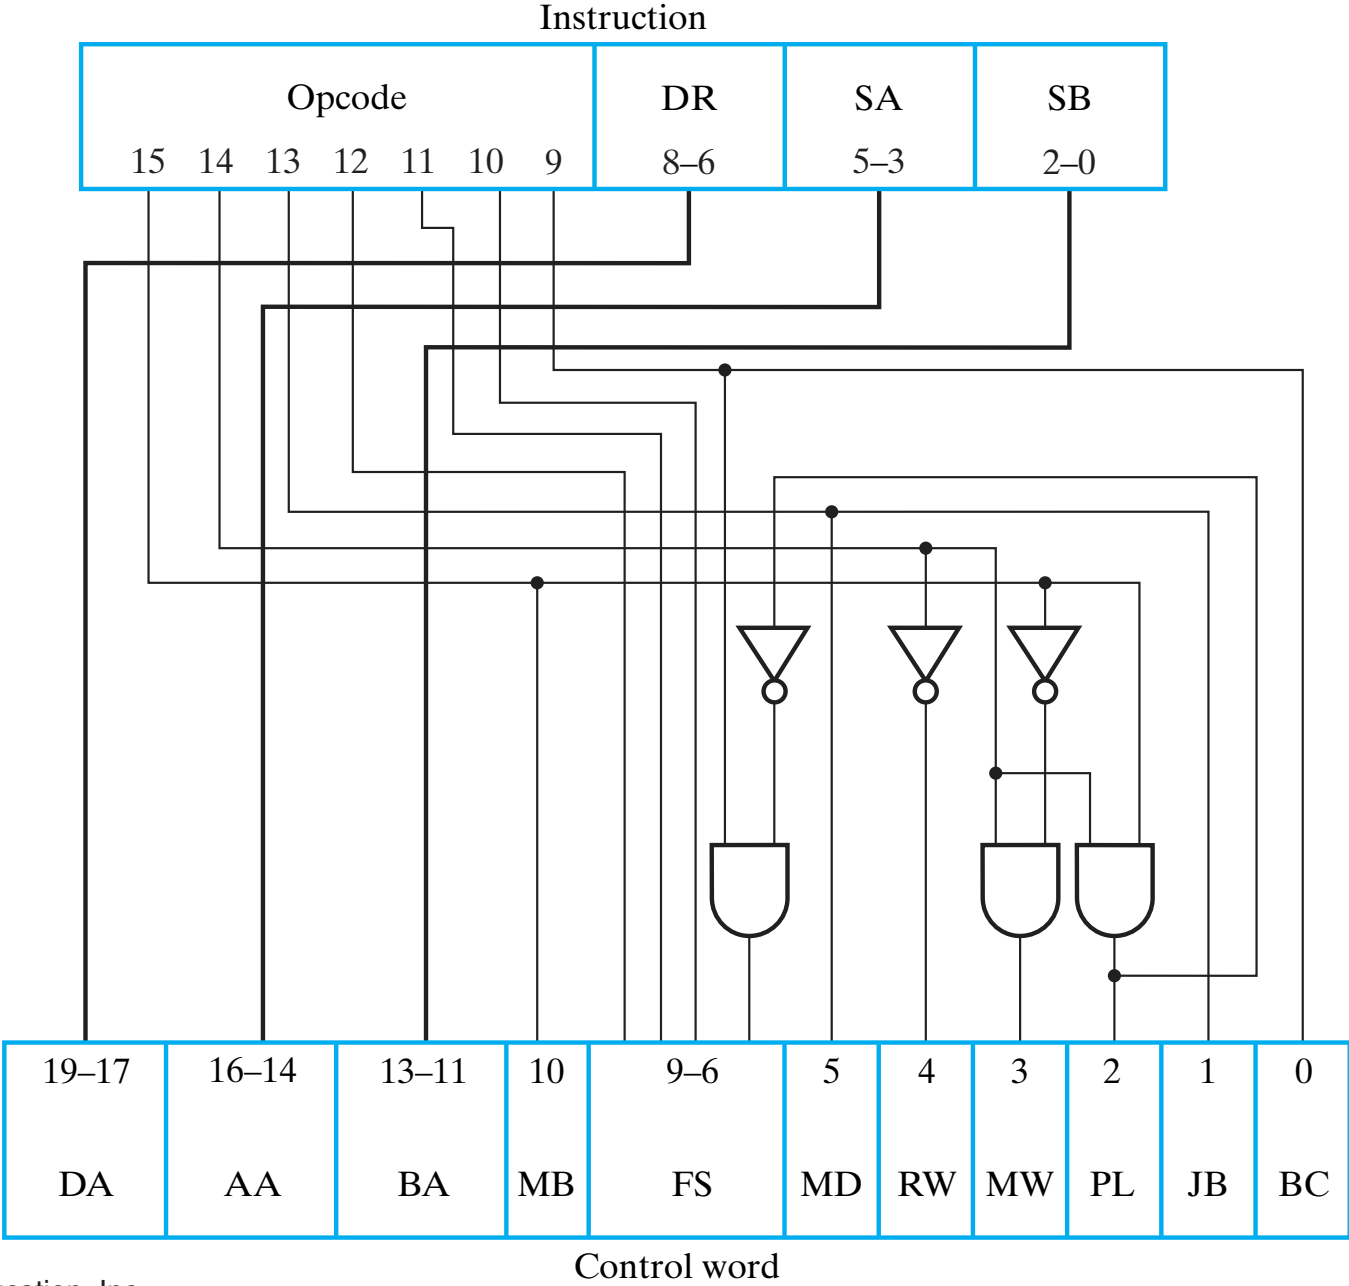 Instruction
Opcode DR SA SB
15 14 13 12 11 10 9 8–6 5–3 2–0
19–17 16–14 13–11 10 9–6 5 4 3 2 1 0
DA AA BA MB FS MD RW MW PL JB BC
Control word